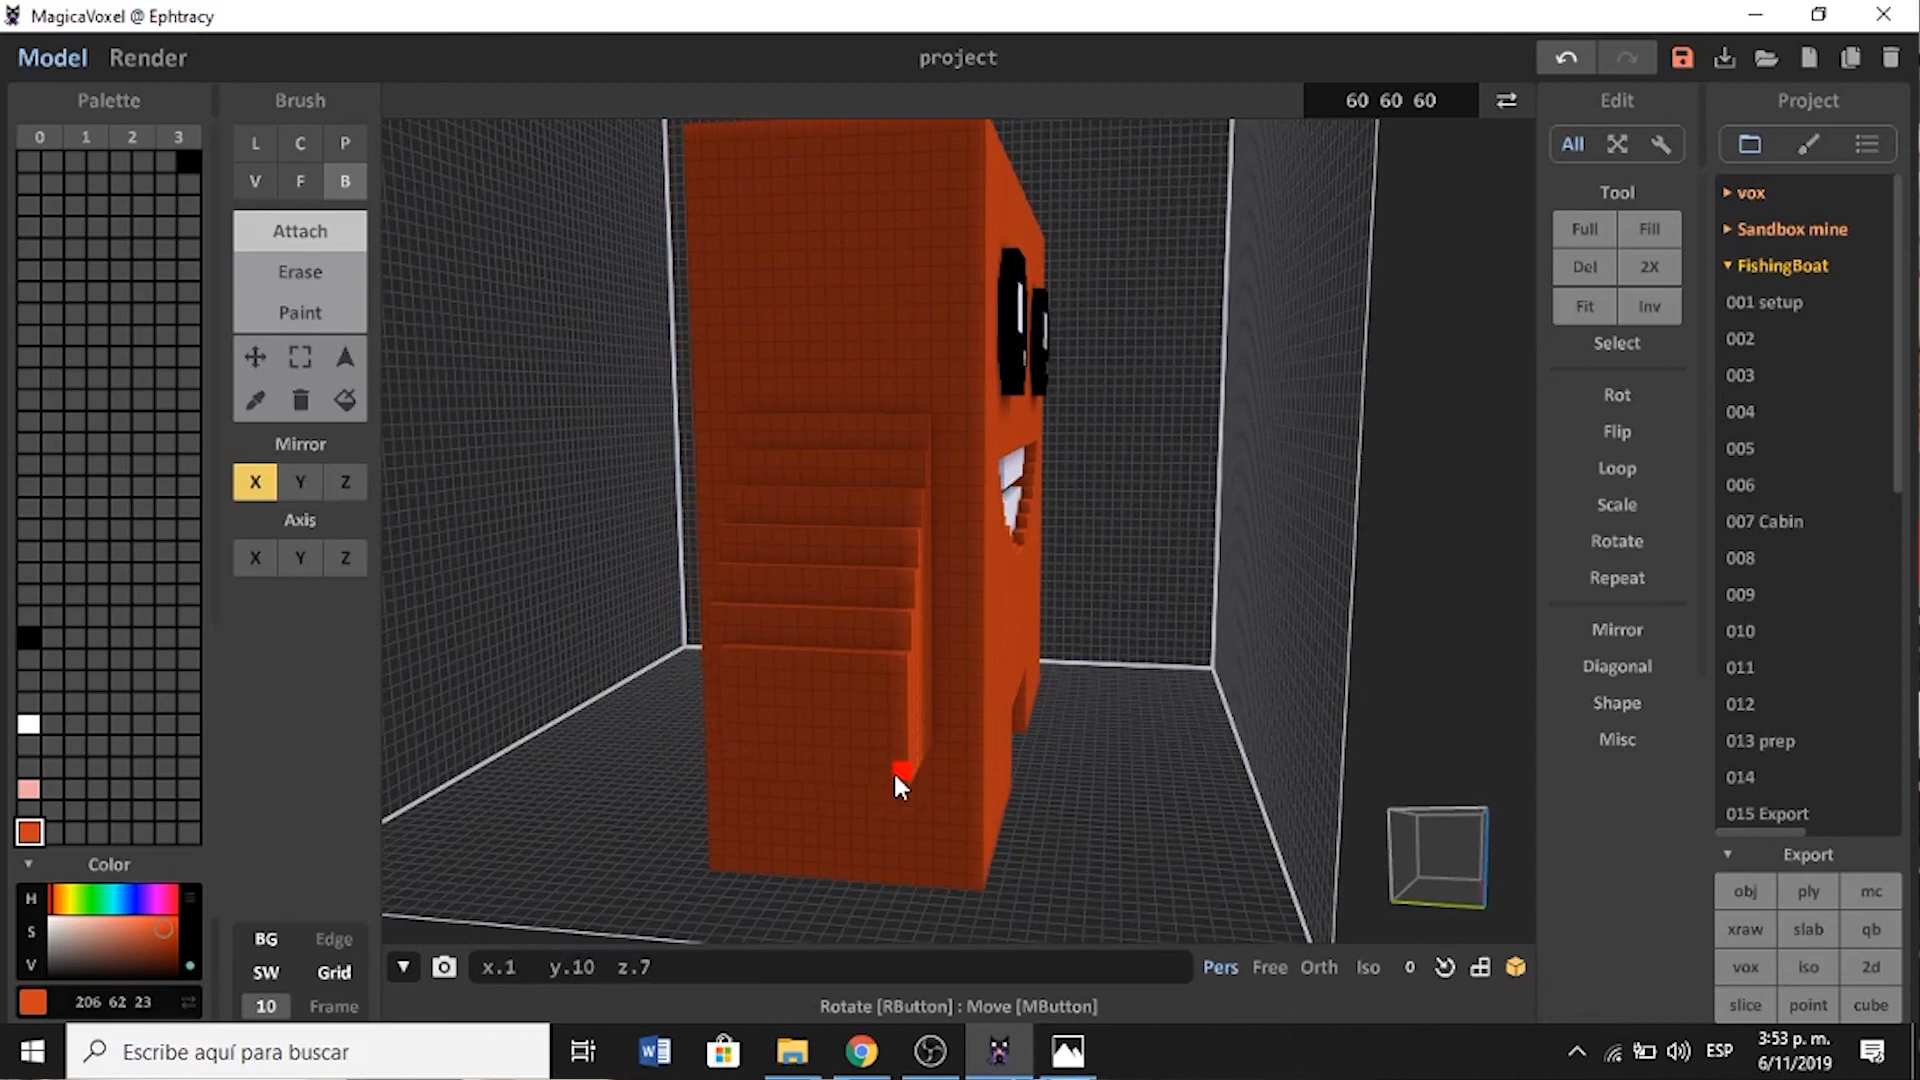 MagicaVoxel @ Ephtracy
Model Render
project
Palette
0 1 2 3
Color
H
S
V
206 62 23
Brush
L C P
V F B
Attach
Erase
Paint
Mirror
X Y Z
Axis
X Y Z
BG Edge
SW Grid
10 Frame
60 60 60
x.1 y.10 z.7
Pers Free Orth Iso 0
Rotate [RButton] : Move [MButton]
Edit
All
Tool
Full Fill
Del 2X
Fit Inv
Select
Rot
Flip
Loop
Scale
Rotate
Repeat
Mirror
Diagonal
Shape
Misc
Project
vox
Sandbox mine
FishingBoat
001 setup
002
003
004
005
006
007 Cabin
008
009
010
011
012
013 prep
014
015 Export
Export
obj ply mc
xraw slab qb
vox iso 2d
slice point cube
Escribe aquí para buscar
ESP
3:53 p. m.
6/11/2019